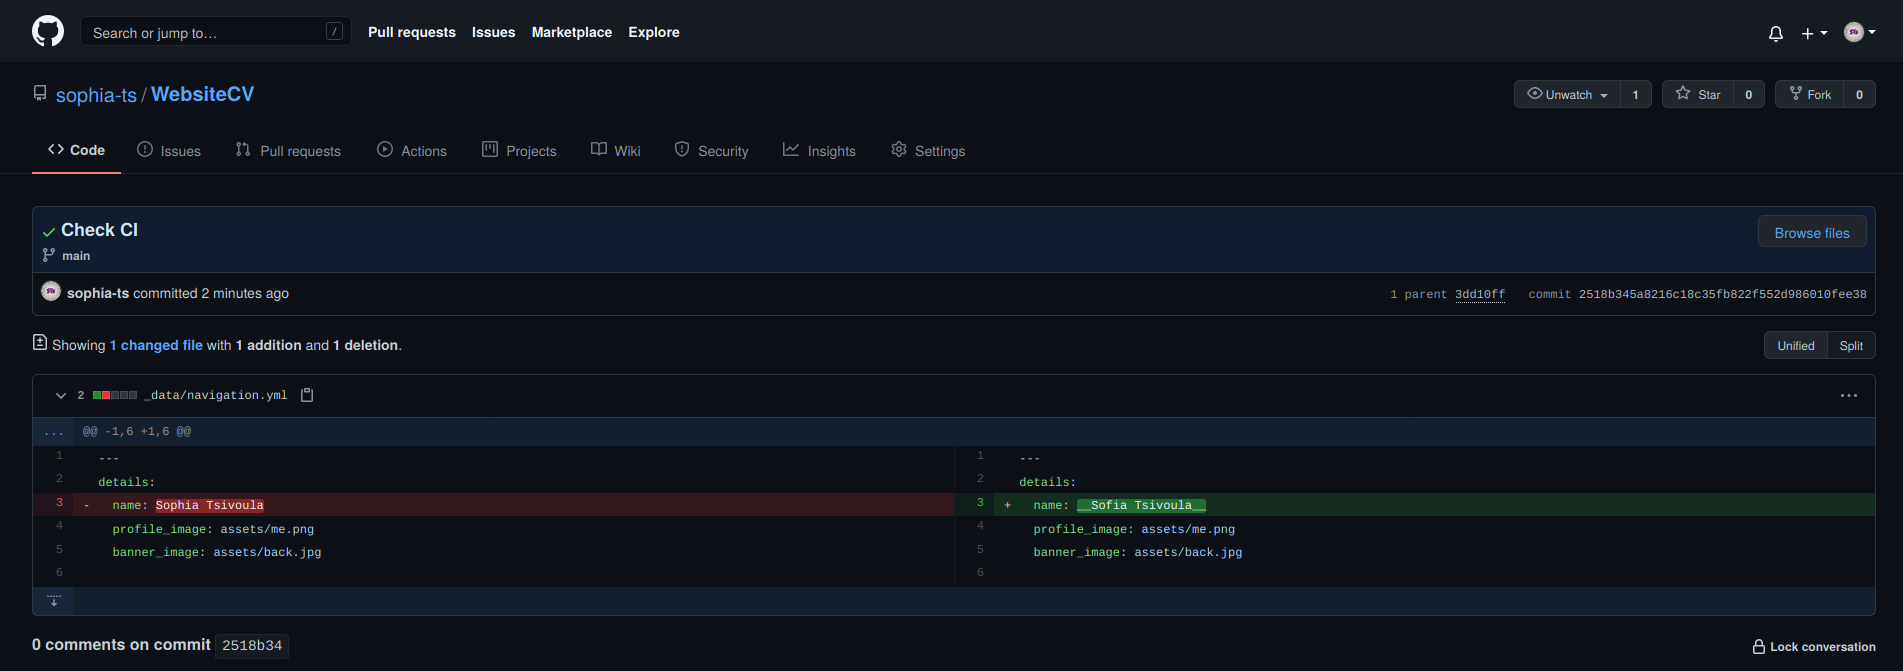 Search or jump to… /
Pull requests Issues Marketplace Explore
sophia-ts / WebsiteCV
Unwatch 1 Star 0 Fork 0
Code Issues Pull requests Actions Projects Wiki Security Insights Settings
Check CI
Browse files
main
sophia-ts committed 2 minutes ago
1 parent 3dd10ff commit 2518b345a8216c18c35fb822f552d986010fee38
Showing 1 changed file with 1 addition and 1 deletion.
Unified Split
2 _data/navigation.yml
... @@ -1,6 +1,6 @@
1 --- 1 ---
2 details: 2 details:
3 - name: Sophia Tsivoula 3 + name: __Sofia Tsivoula__
4 profile_image: assets/me.png 4 profile_image: assets/me.png
5 banner_image: assets/back.jpg 5 banner_image: assets/back.jpg
6 6
0 comments on commit 2518b34
Lock conversation